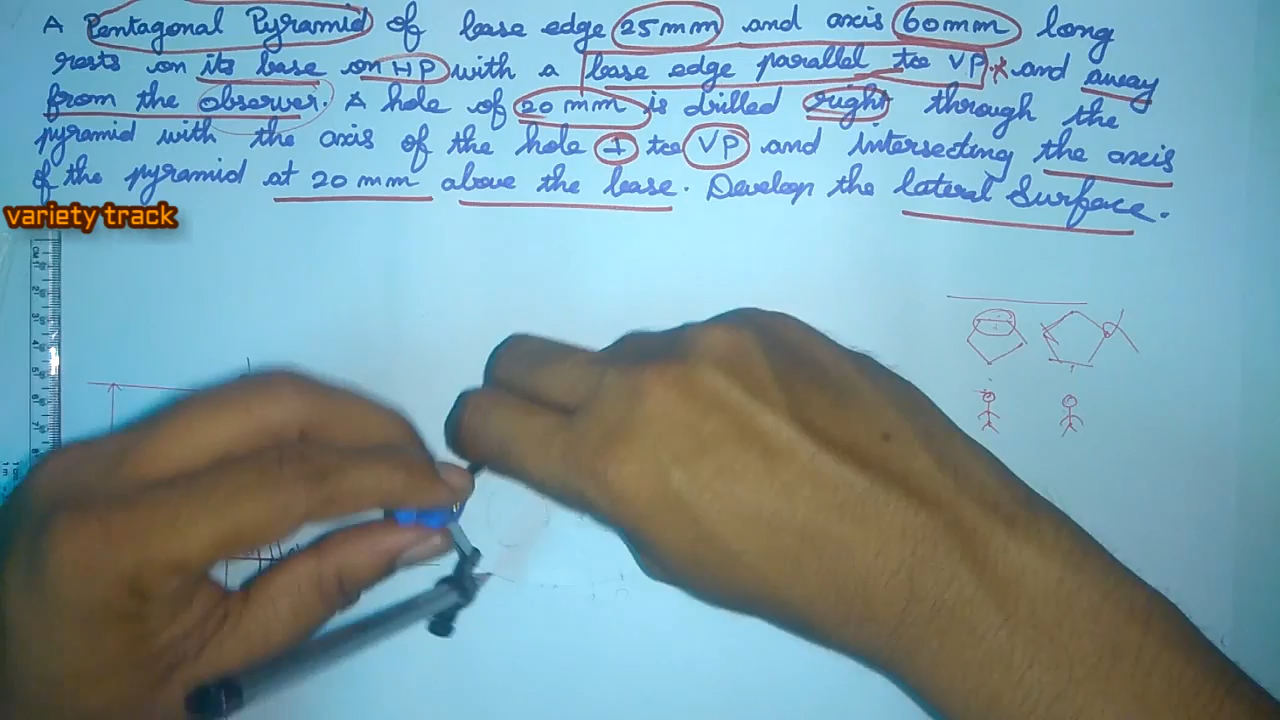 A Pentagonal Pyramid of base edge 25mm and axis 60mm long
rests on its base on HP with a base edge parallel to VP. and away
from the observer. A hole of 20 mm is drilled right through the
pyramid with the axis of the hole ⊥ to VP and intersecting the axis
of the pyramid at 20 mm above the base. Develop the lateral Surface.
variety track